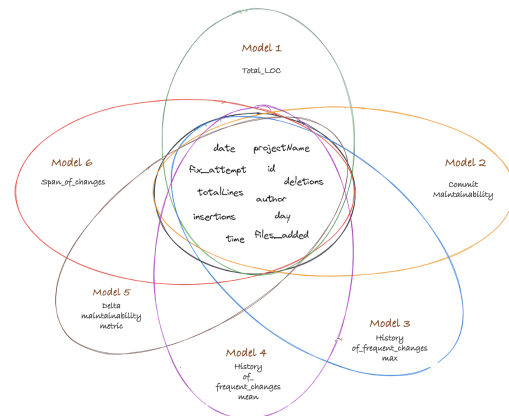 Model 1
Total_LOC
date projectName
fix_attempt id
deletions
totalLines
author
insertions day
time files_added
Model 6
Span_of_changes
Model 2
Commit
Maintainability
Model 5
Delta
maintainability
metric
Model 3
History
of_frequent_changes
max
Model 4
History
of_
frequent_changes
mean